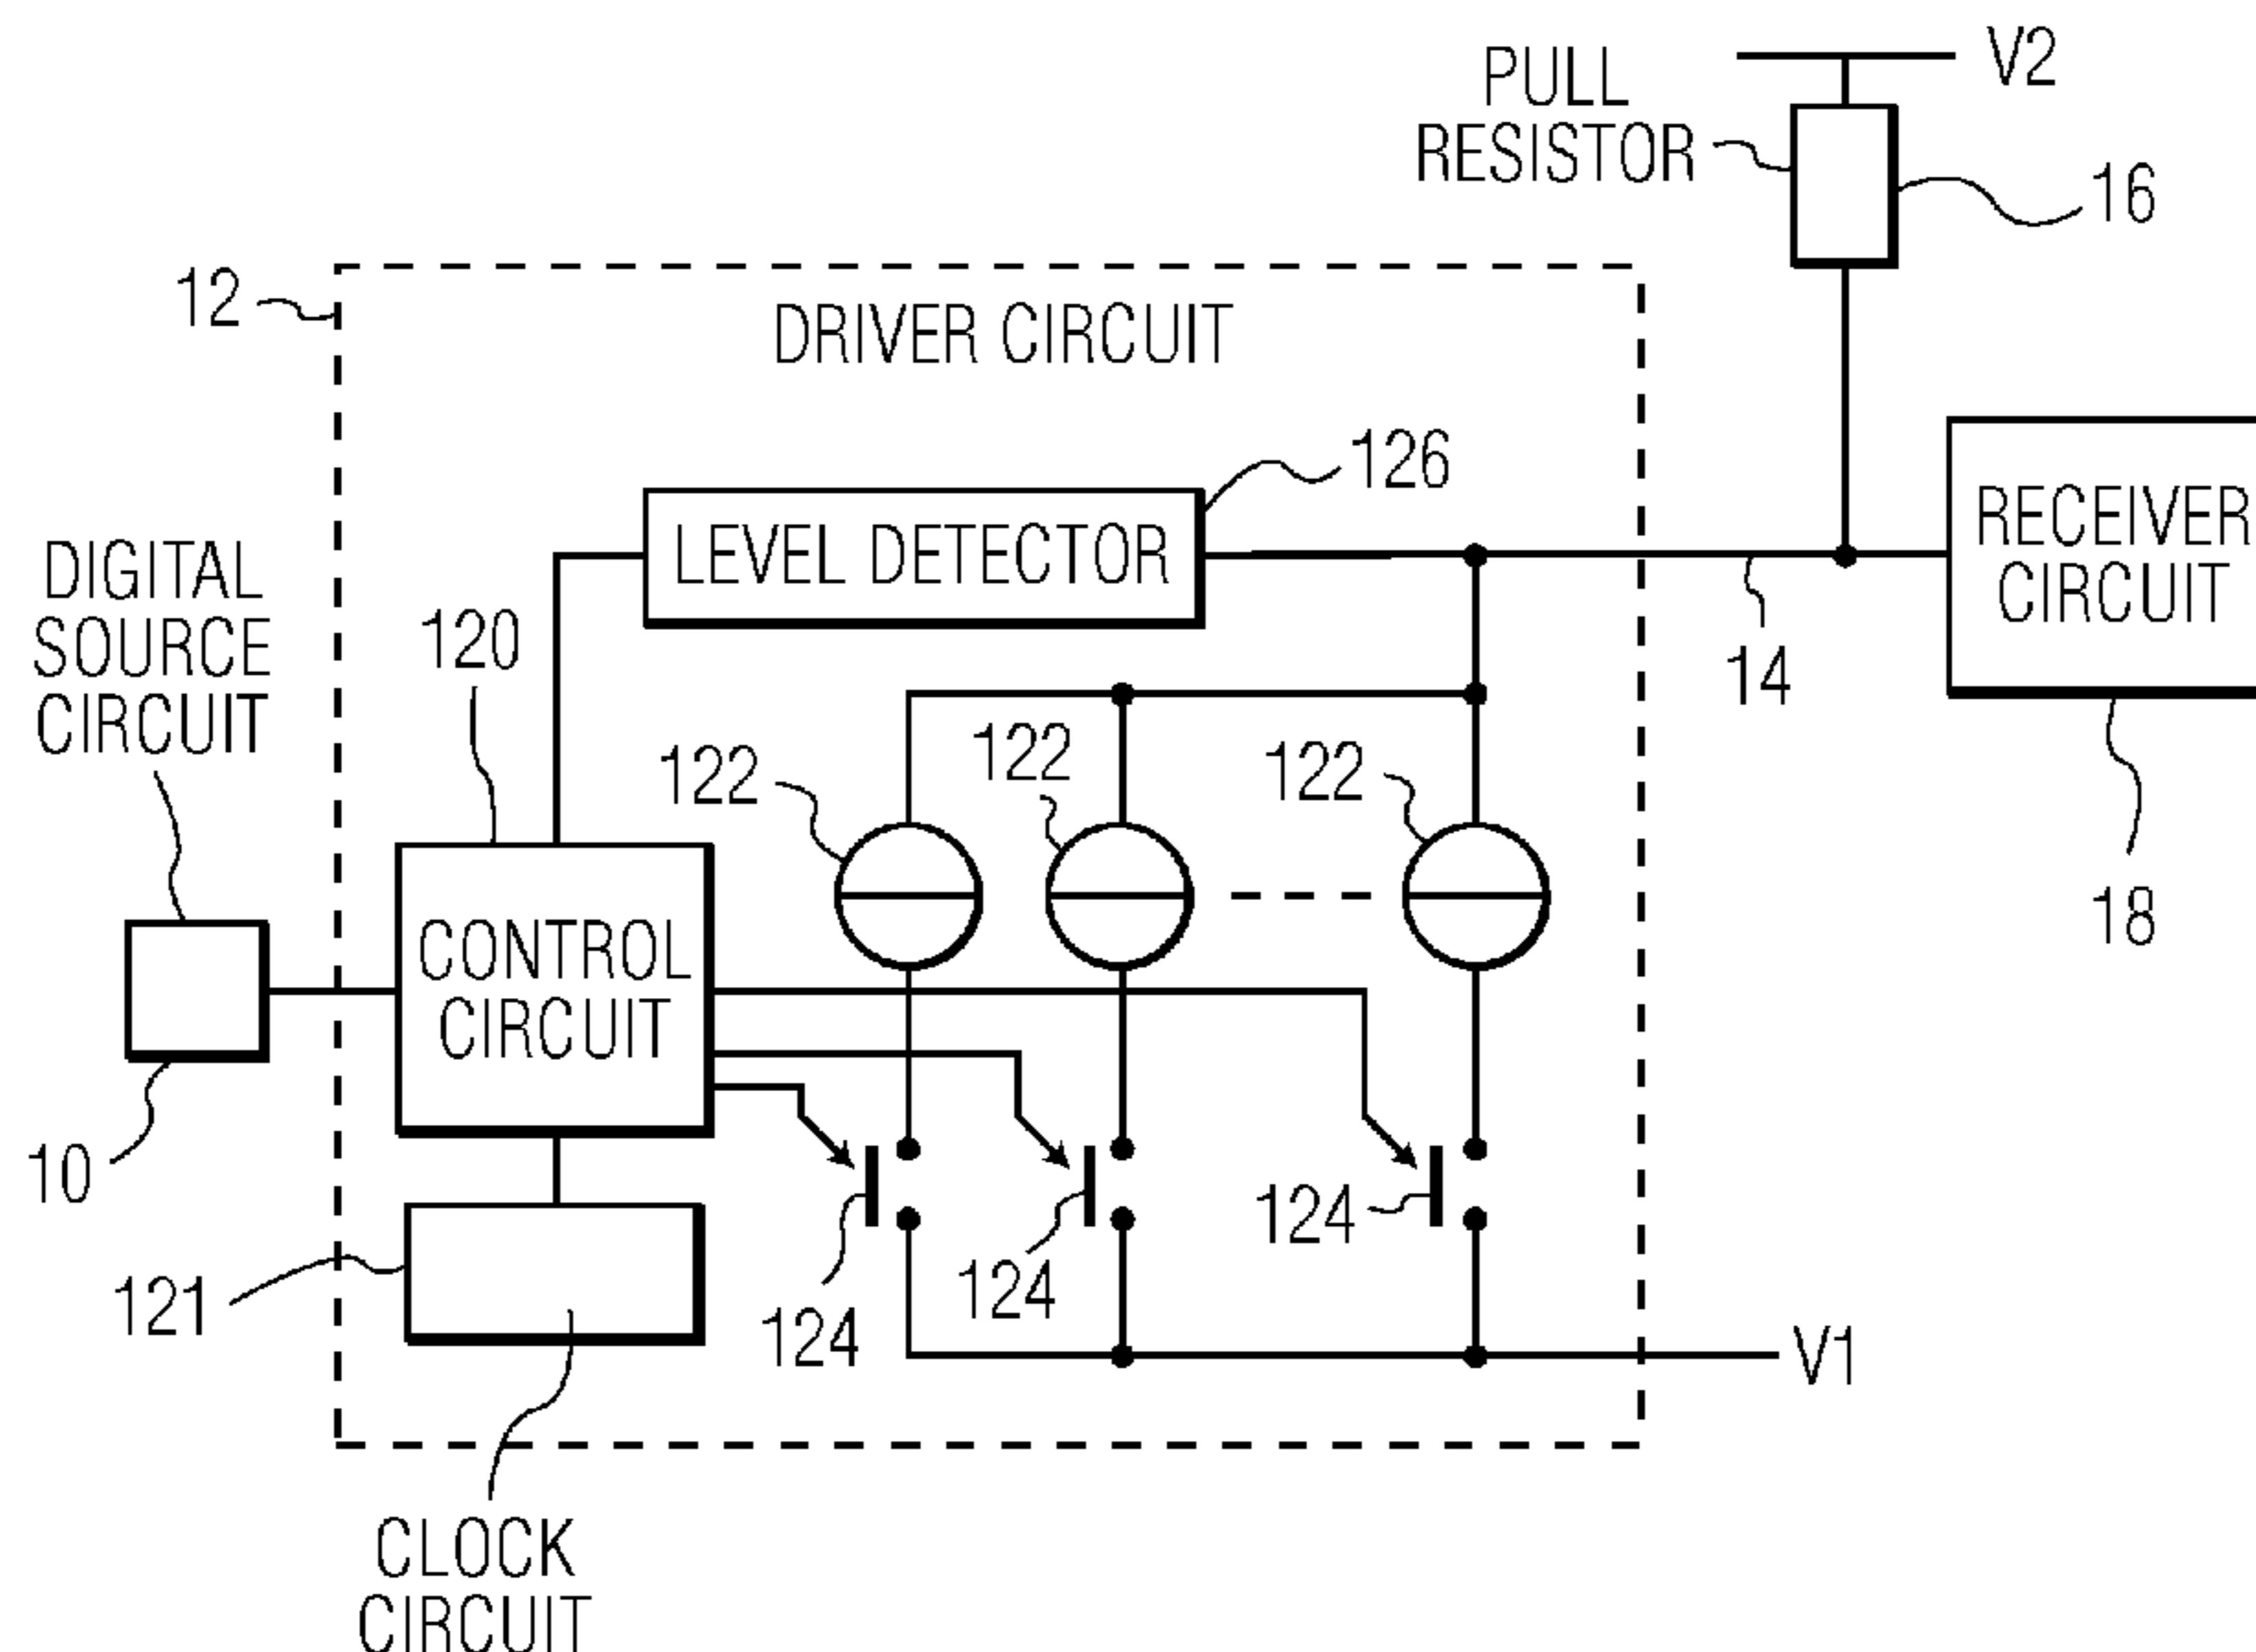 V2
PULL
RESISTOR
16
12
DRIVER CIRCUIT
126
LEVEL DETECTOR
RECEIVER
CIRCUIT
DIGITAL
SOURCE
CIRCUIT
120
14
122
122
122
18
CONTROL
CIRCUIT
10
124
124
124
121
V1
CLOCK
CIRCUIT